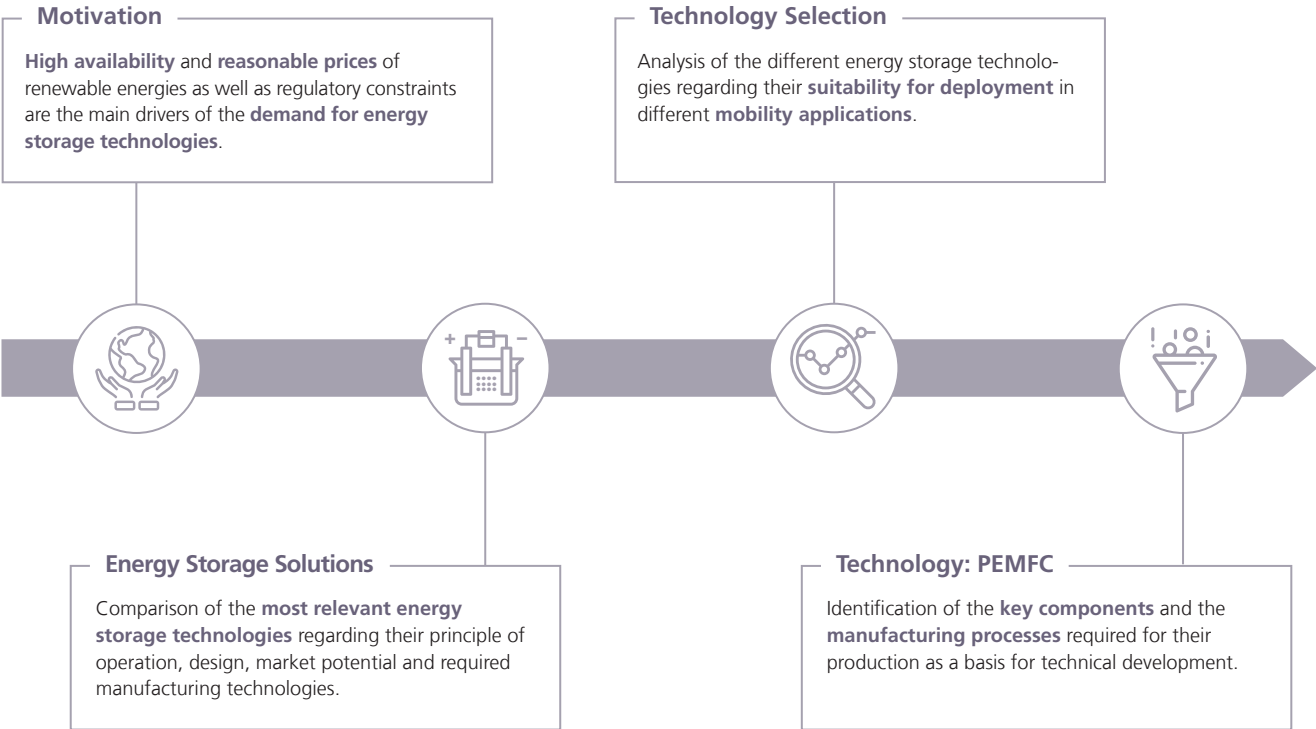 Motivation
High availability and reasonable prices of
renewable energies as well as regulatory constraints
are the main drivers of the demand for energy
storage technologies.
Technology Selection
Analysis of the different energy storage technolo-
gies regarding their suitability for deployment in
different mobility applications.
Energy Storage Solutions
Comparison of the most relevant energy
storage technologies regarding their principle of
operation, design, market potential and required
manufacturing technologies.
Technology: PEMFC
Identification of the key components and the
manufacturing processes required for their
production as a basis for technical development.